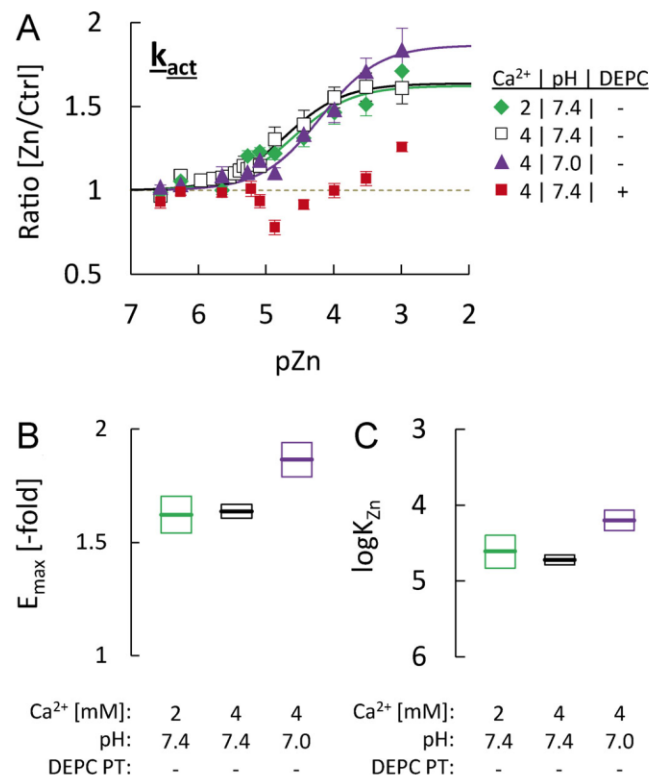 A
k_act
Ratio [Zn/Ctrl]
2
1.5
1
0.5
7 6 5 4 3 2
pZn
Ca²⁺ | pH | DEPC
2 | 7.4 | -
4 | 7.4 | -
4 | 7.0 | -
4 | 7.4 | +
B
E_max [-fold]
2
1.5
1
Ca²⁺ [mM]: 2 4 4
pH: 7.4 7.4 7.0
DEPC PT: - - -
C
logK_Zn
3
4
5
6
Ca²⁺ [mM]: 2 4 4
pH: 7.4 7.4 7.0
DEPC PT: - - -